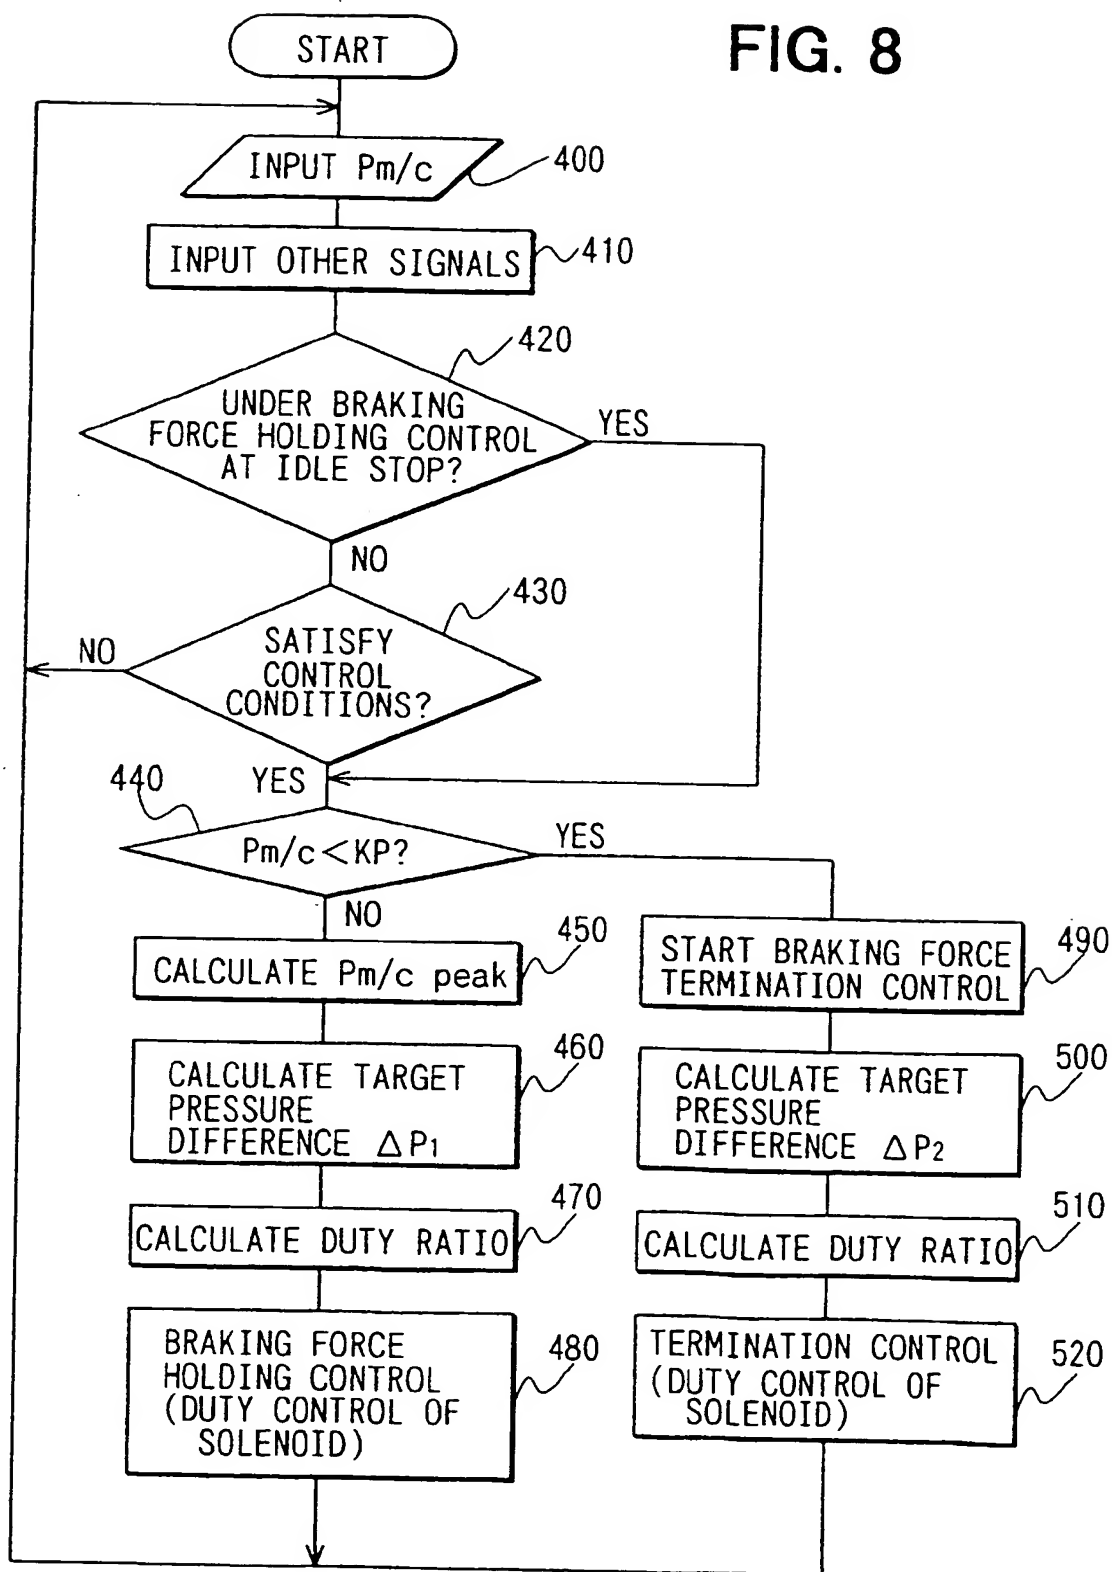 FIG. 8
START
INPUT Pm/c
400
INPUT OTHER SIGNALS
410
420
UNDER BRAKING
FORCE HOLDING CONTROL
AT IDLE STOP?
YES
NO
430
SATISFY
CONTROL
CONDITIONS?
NO
YES
440
Pm/c<KP?
YES
NO
450
CALCULATE Pm/c peak
460
CALCULATE TARGET
PRESSURE
DIFFERENCE △P1
470
CALCULATE DUTY RATIO
480
BRAKING FORCE
HOLDING CONTROL
(DUTY CONTROL OF
SOLENOID)
490
START BRAKING FORCE
TERMINATION CONTROL
500
CALCULATE TARGET
PRESSURE
DIFFERENCE △P2
510
CALCULATE DUTY RATIO
520
TERMINATION CONTROL
(DUTY CONTROL OF
SOLENOID)